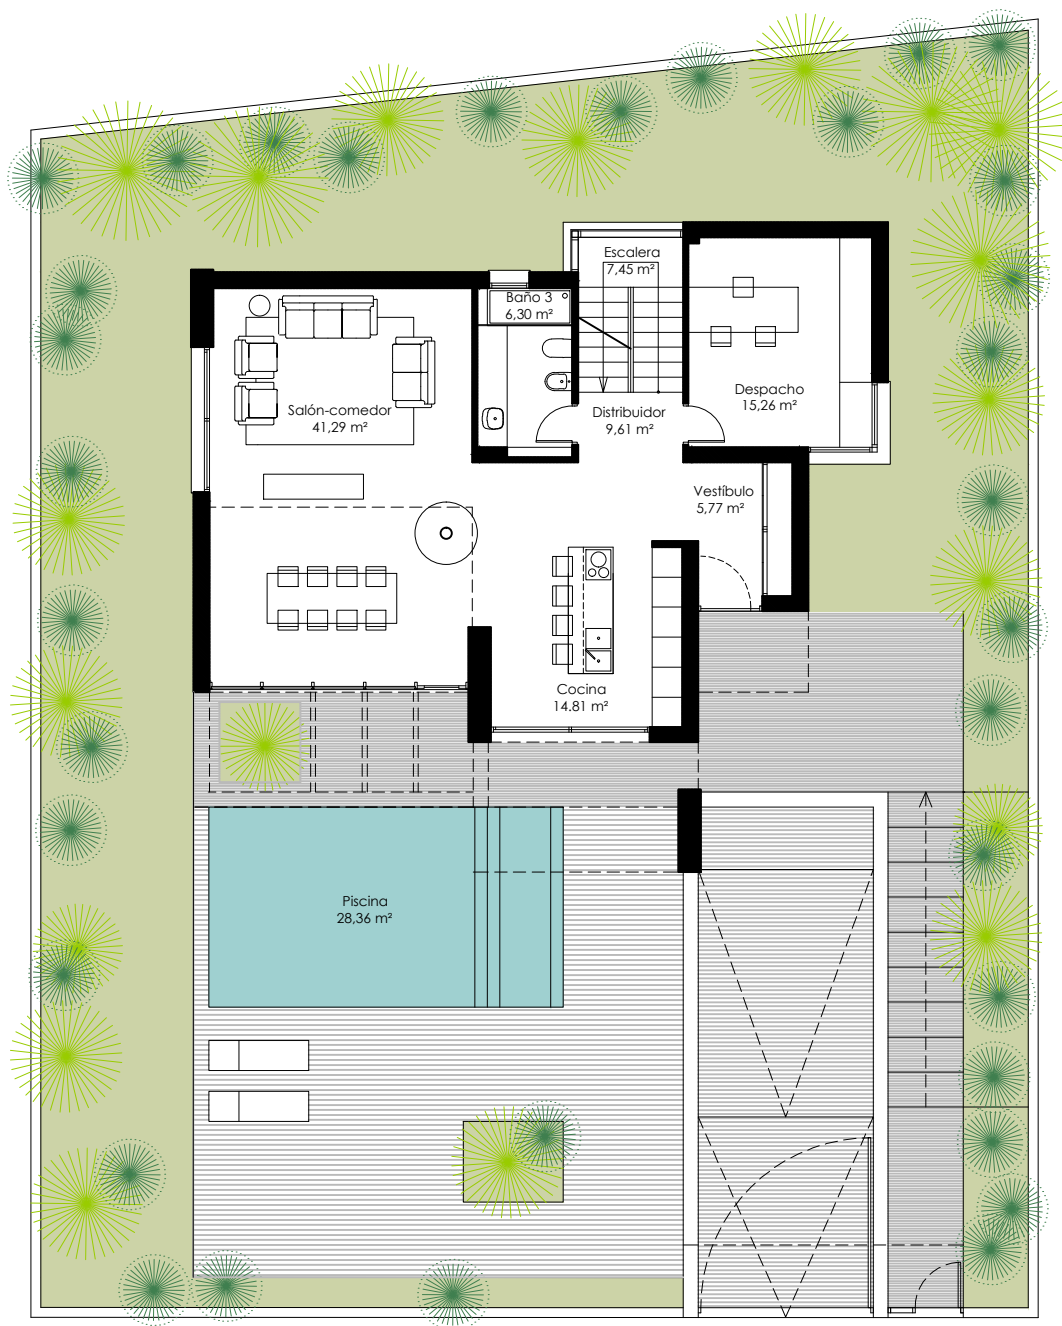 Escalera
7,45 m²
Baño 3
6,30 m²
Despacho
15,26 m²
Salón-comedor
41,29 m²
Distribuidor
9,61 m²
Vestíbulo
5,77 m²
Cocina
14.81 m²
Piscina
28,36 m²